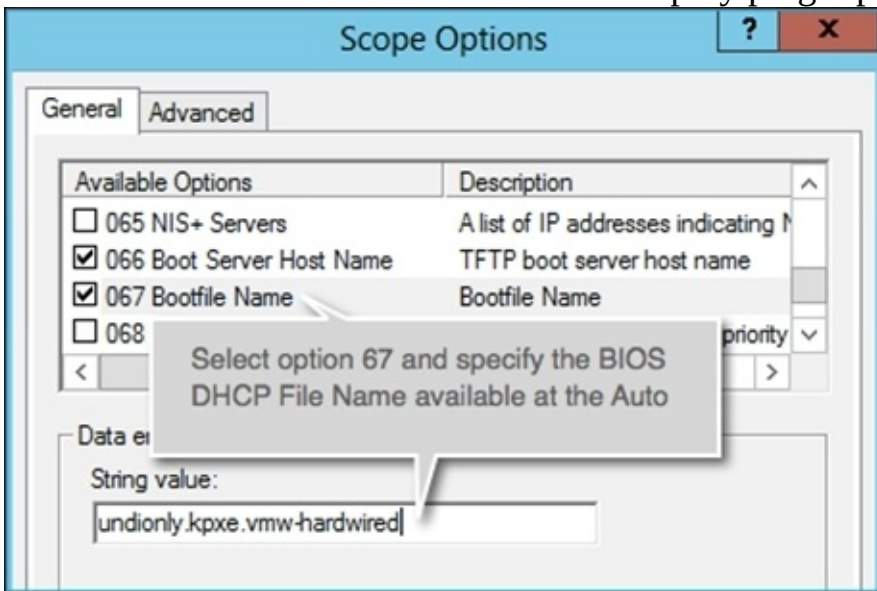 Scope Options
? x
General Advanced
Available Options Description
065 NIS+ Servers A list of IP addresses indicating
066 Boot Server Host Name TFTP boot server host name
067 Bootfile Name Bootfile Name
068 priority
Select option 67 and specify the BIOS
DHCP File Name available at the Auto
Data
String value:
undionly.kpxe.vmw-hardwired